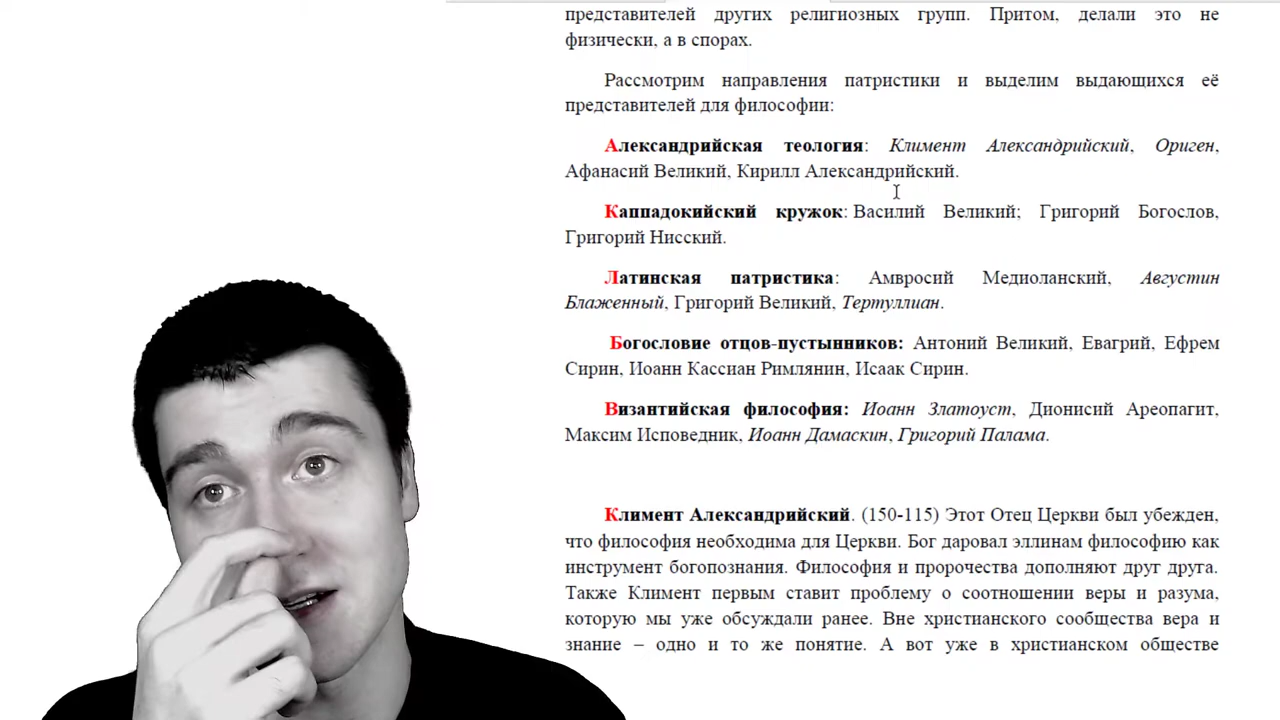 представителей других религиозных групп. Притом, делали это не
физически, а в спорах.
Рассмотрим направления патристики и выделим выдающихся её
представителей для философии:
Александрийская теология: Климент Александрийский, Ориген,
Афанасий Великий, Кирилл Александрийский.
Каппадокийский кружок: Василий Великий; Григорий Богослов,
Григорий Нисский.
Латинская патристика: Амвросий Медиоланский, Августин
Блаженный, Григорий Великий, Тертуллиан.
Богословие отцов-пустынников: Антоний Великий, Евагрий, Ефрем
Сирин, Иоанн Кассиан Римлянин, Исаак Сирин.
Византийская философия: Иоанн Златоуст, Дионисий Ареопагит,
Максим Исповедник, Иоанн Дамаскин, Григорий Палама.
Климент Александрийский. (150-115) Этот Отец Церкви был убежден,
что философия необходима для Церкви. Бог даровал эллинам философию как
инструмент богопознания. Философия и пророчества дополняют друг друга.
Также Климент первым ставит проблему о соотношении веры и разума,
которую мы уже обсуждали ранее. Вне христианского сообщества вера и
знание – одно и то же понятие. А вот уже в христианском обществе